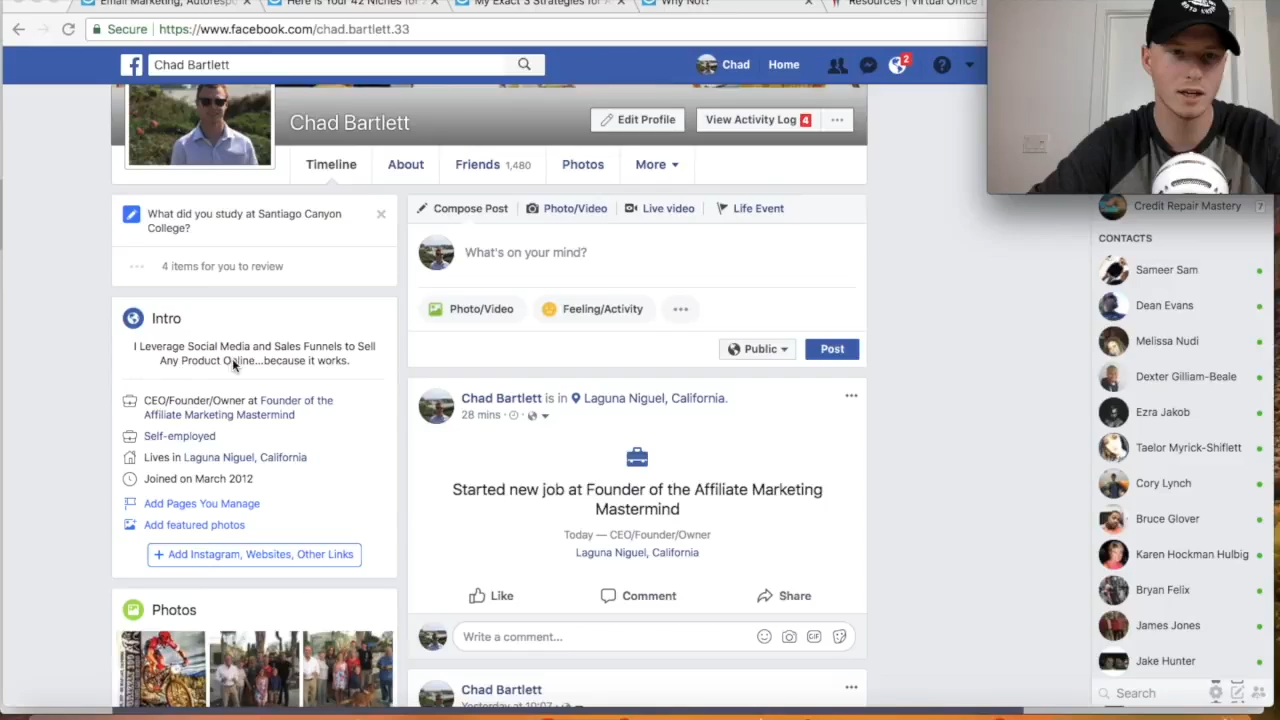 Email Marketing, Autorespo
Here is Your 42 Niches for
My Exact 3 Strategies for A
Why Not?
Resources | Virtual Office
Secure
https://www.facebook.com/chad.bartlett.33
Chad Bartlett
Chad
Home
2
Chad Bartlett
Edit Profile
View Activity Log 4
Timeline
About
Friends 1,480
Photos
More
What did you study at Santiago Canyon
College?
4 items for you to review
Intro
I Leverage Social Media and Sales Funnels to Sell
Any Product Online...because it works.
CEO/Founder/Owner at Founder of the
Affiliate Marketing Mastermind
Self-employed
Lives in Laguna Niguel, California
Joined on March 2012
Add Pages You Manage
Add featured photos
+ Add Instagram, Websites, Other Links
Photos
Compose Post
Photo/Video
Live video
Life Event
What's on your mind?
Photo/Video
Feeling/Activity
Public
Post
Chad Bartlett is in Laguna Niguel, California.
28 mins
Started new job at Founder of the Affiliate Marketing
Mastermind
Today — CEO/Founder/Owner
Laguna Niguel, California
Like
Comment
Share
Write a comment...
GIF
Chad Bartlett
Yesterday at 10:07
Credit Repair Mastery
7
CONTACTS
Sameer Sam
Dean Evans
Melissa Nudi
Dexter Gilliam-Beale
Ezra Jakob
Taelor Myrick-Shiflett
Cory Lynch
Bruce Glover
Karen Hockman Hulbig
Bryan Felix
James Jones
Jake Hunter
Search